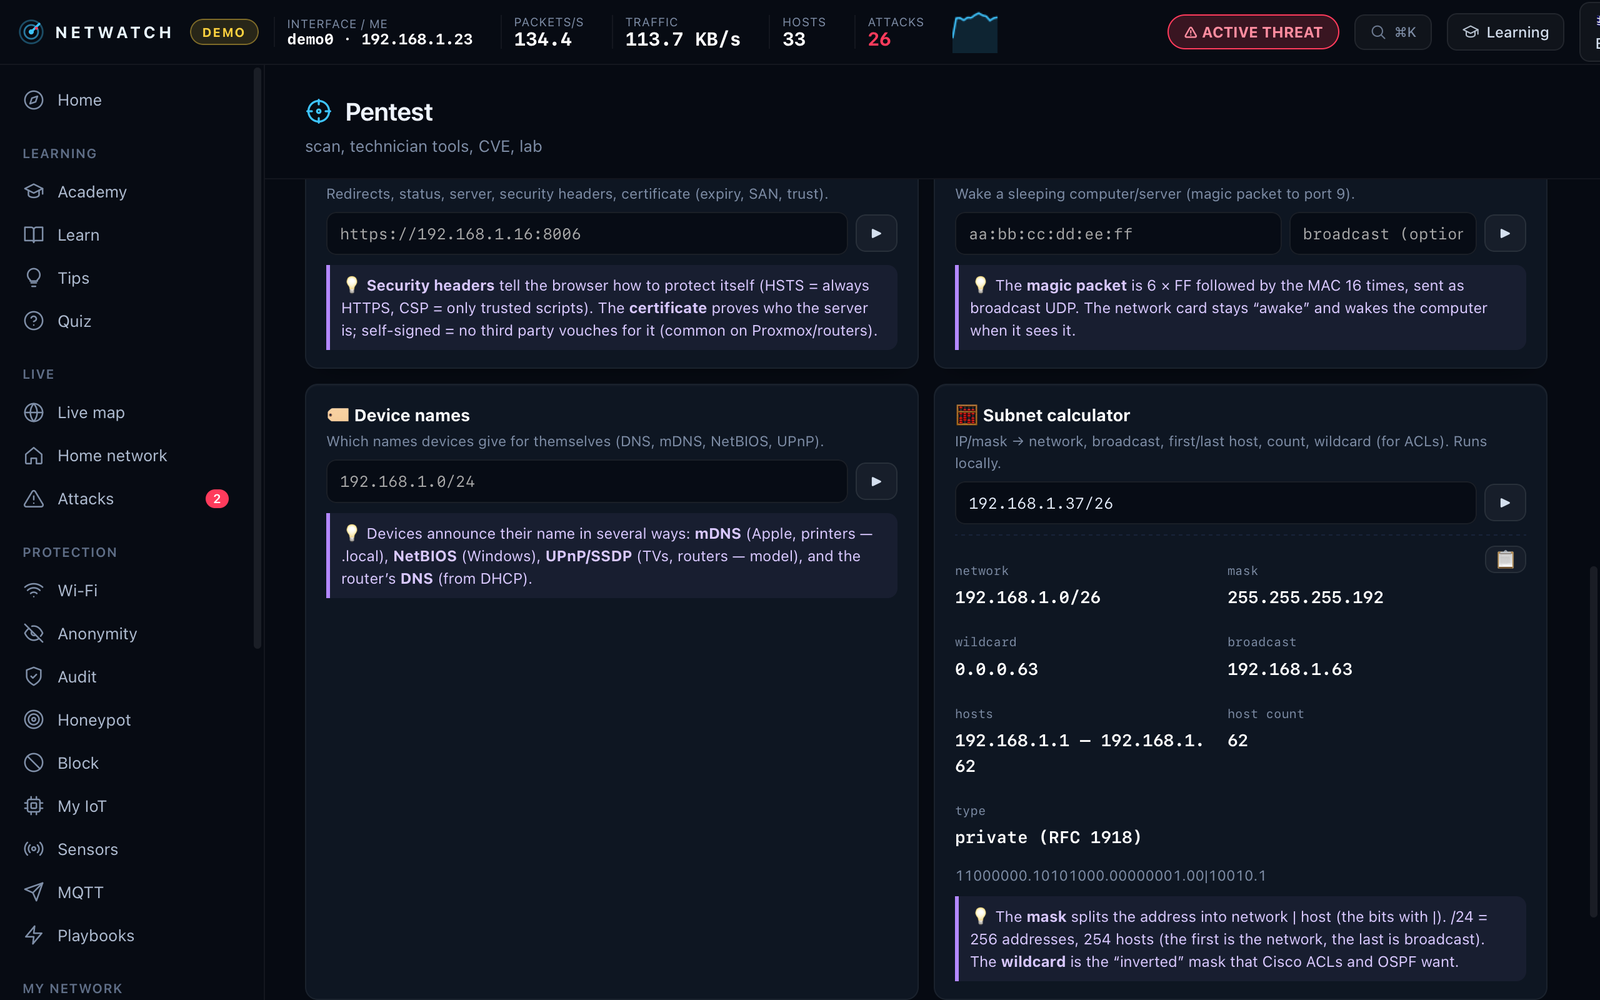 NETWATCH
DEMO
INTERFACE / ME
demo0 · 192.168.1.23
PACKETS/S
134.4
TRAFFIC
113.7 KB/s
HOSTS
33
ATTACKS
26
ACTIVE THREAT
⌘K
Learning
Home
LEARNING
Academy
Learn
Tips
Quiz
LIVE
Live map
Home network
Attacks
2
PROTECTION
Wi-Fi
Anonymity
Audit
Honeypot
Block
My IoT
Sensors
MQTT
Playbooks
MY NETWORK
Pentest
scan, technician tools, CVE, lab
Redirects, status, server, security headers, certificate (expiry, SAN, trust).
https://192.168.1.16:8006
💡 Security headers tell the browser how to protect itself (HSTS = always
HTTPS, CSP = only trusted scripts). The certificate proves who the server
is; self-signed = no third party vouches for it (common on Proxmox/routers).
Wake a sleeping computer/server (magic packet to port 9).
aa:bb:cc:dd:ee:ff
broadcast (option
💡 The magic packet is 6 × FF followed by the MAC 16 times, sent as
broadcast UDP. The network card stays “awake” and wakes the computer
when it sees it.
Device names
Which names devices give for themselves (DNS, mDNS, NetBIOS, UPnP).
192.168.1.0/24
💡 Devices announce their name in several ways: mDNS (Apple, printers —
.local), NetBIOS (Windows), UPnP/SSDP (TVs, routers — model), and the
router’s DNS (from DHCP).
Subnet calculator
IP/mask → network, broadcast, first/last host, count, wildcard (for ACLs). Runs
locally.
192.168.1.37/26
network
192.168.1.0/26
mask
255.255.255.192
wildcard
0.0.0.63
broadcast
192.168.1.63
hosts
192.168.1.1 – 192.168.1.
62
host count
62
type
private (RFC 1918)
11000000.10101000.00000001.00|10010.1
💡 The mask splits the address into network | host (the bits with |). /24 =
256 addresses, 254 hosts (the first is the network, the last is broadcast).
The wildcard is the “inverted” mask that Cisco ACLs and OSPF want.